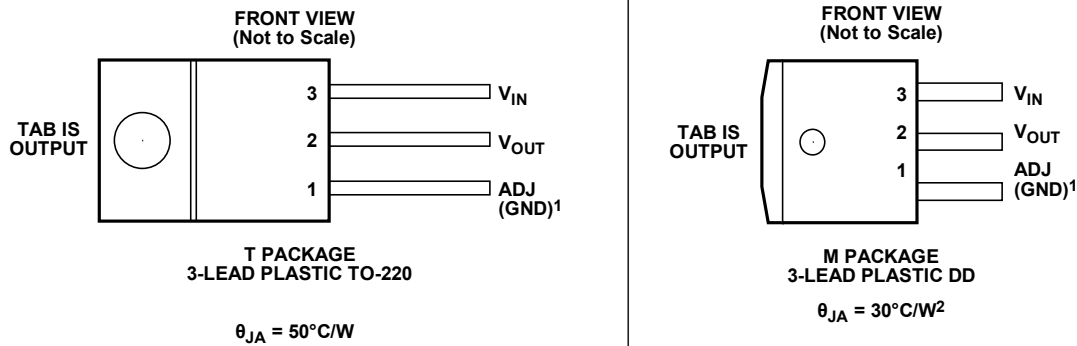 FRONT VIEW
(Not to Scale)
TAB IS
OUTPUT
3
V_IN
2
V_OUT
1
ADJ
(GND)¹
T PACKAGE
3-LEAD PLASTIC TO-220
θ_JA = 50°C/W
FRONT VIEW
(Not to Scale)
TAB IS
OUTPUT
3
V_IN
2
V_OUT
1
ADJ
(GND)¹
M PACKAGE
3-LEAD PLASTIC DD
θ_JA = 30°C/W²